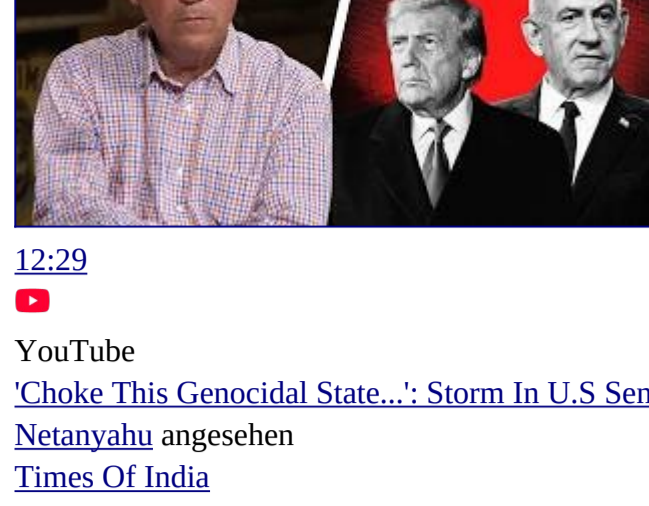 12:29
YouTube
'Choke This Genocidal State...': Storm In U.S Sen
Netanyahu angesehen
Times Of India